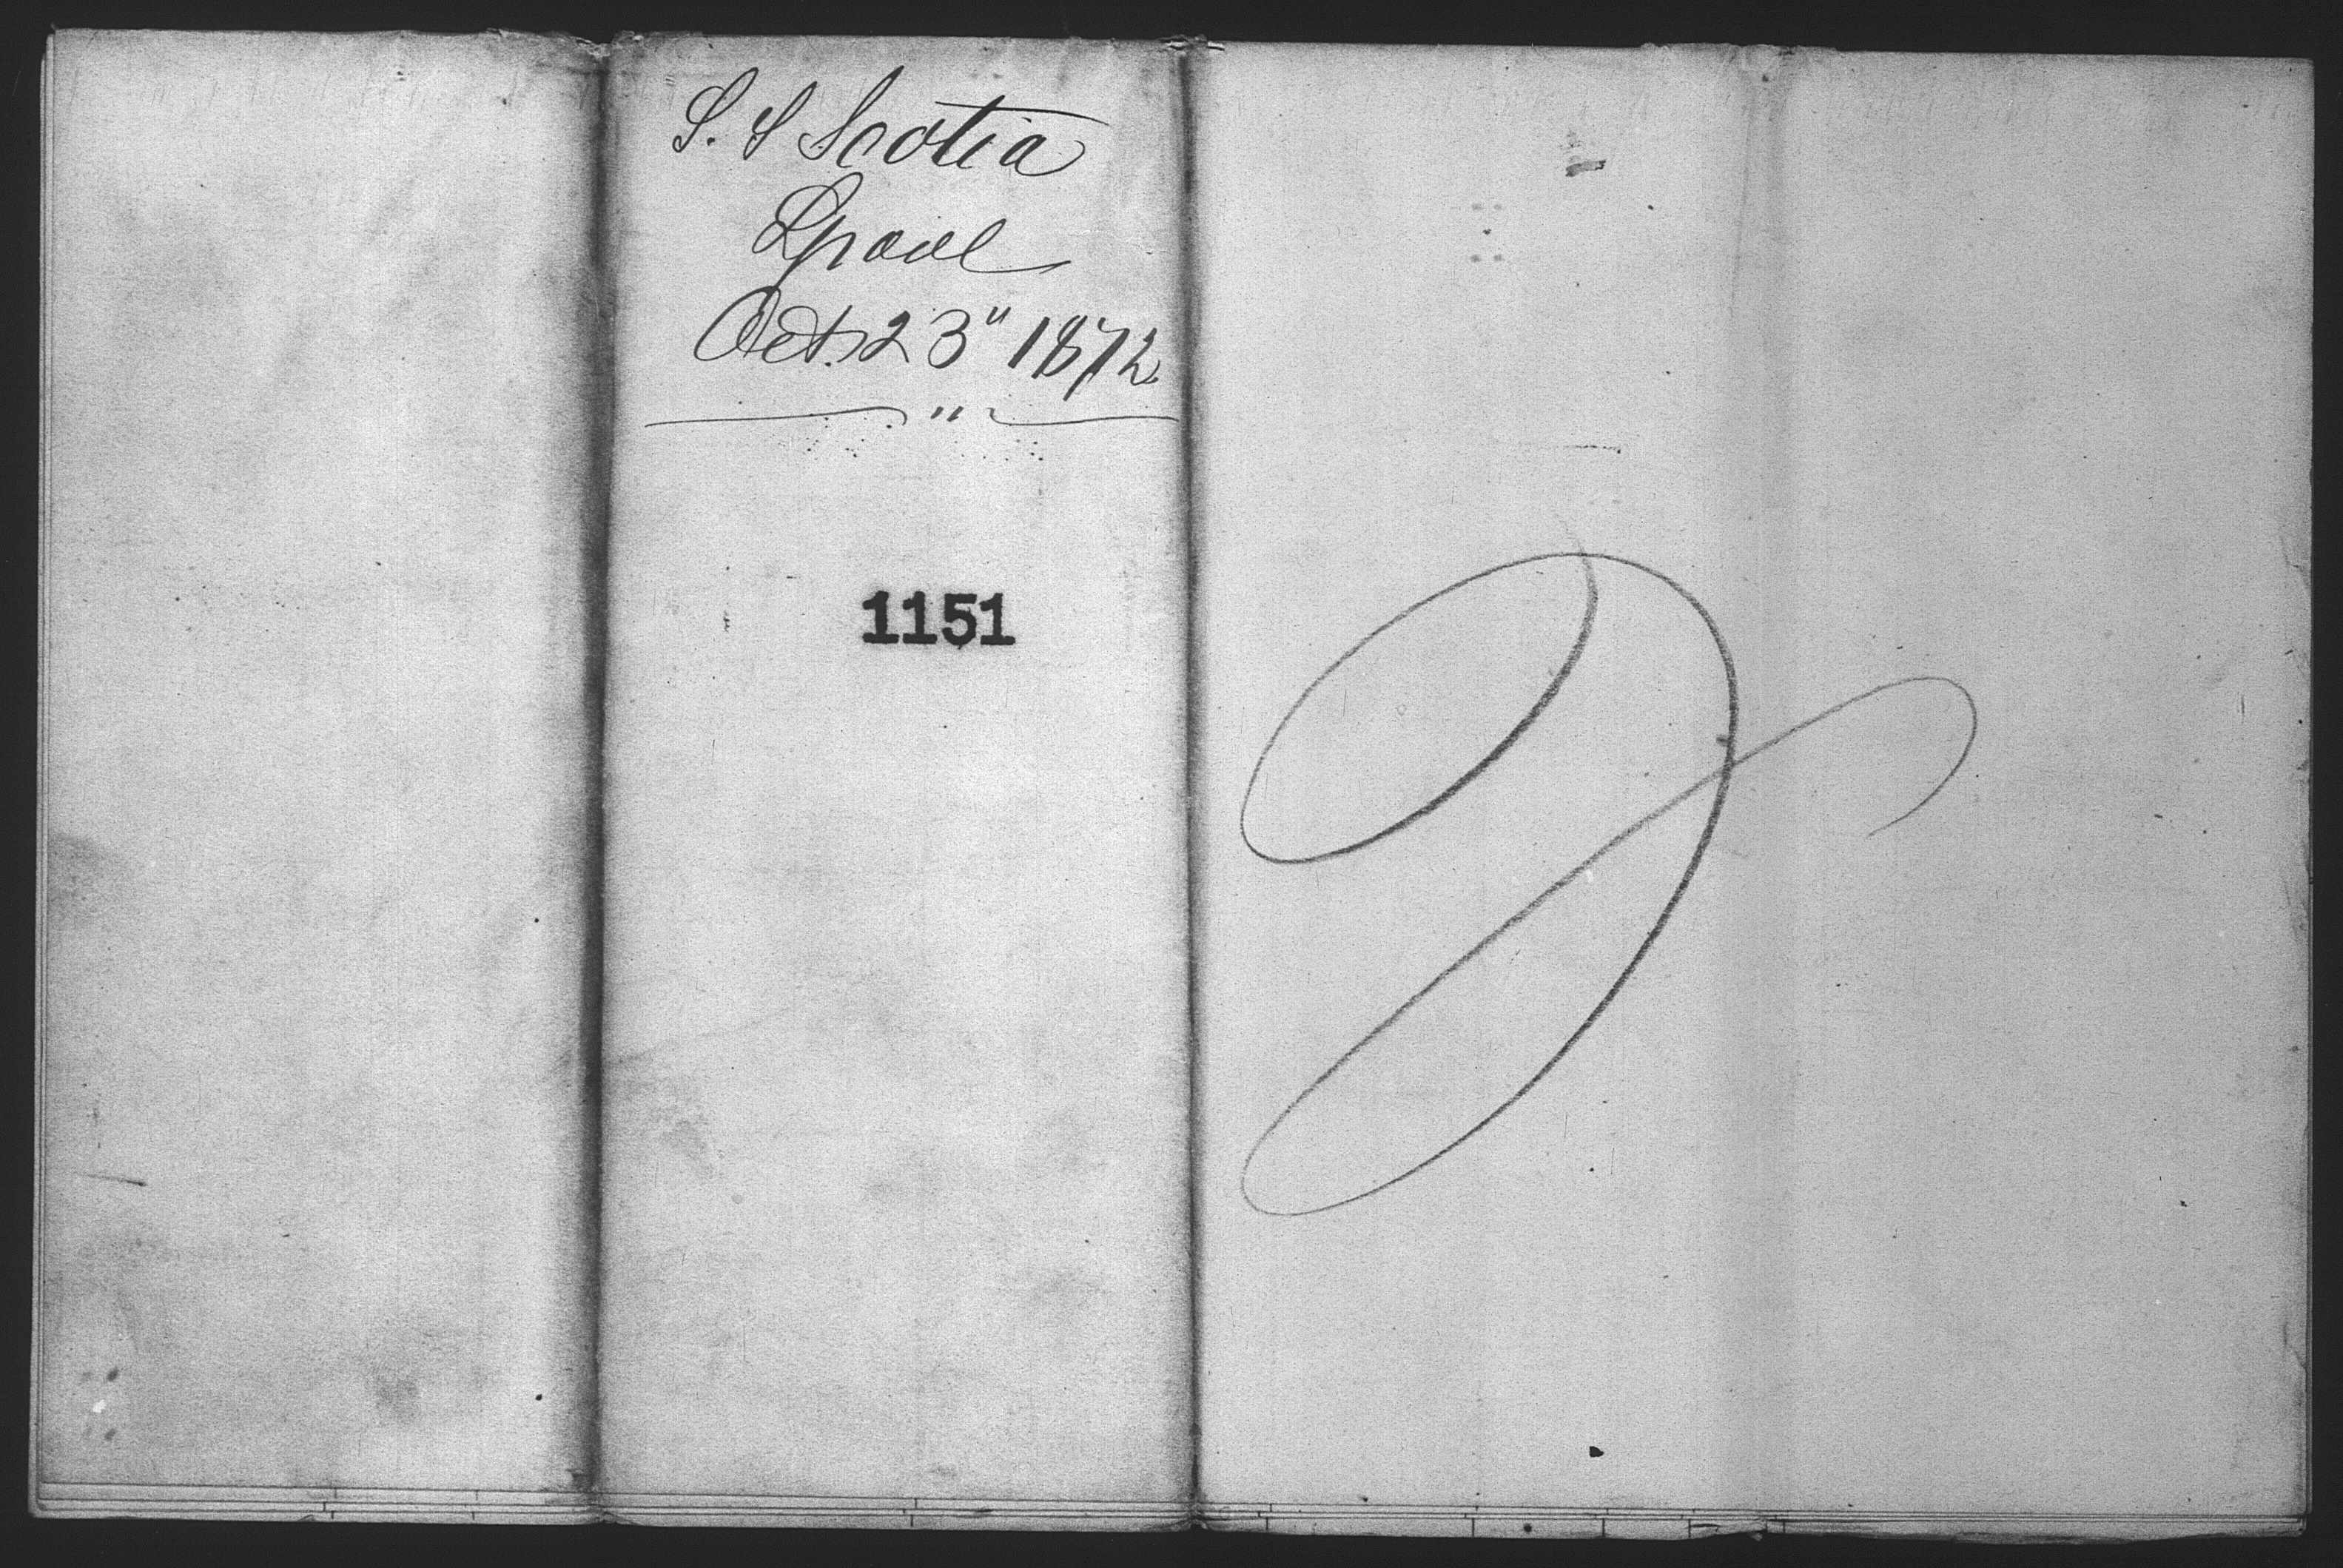 S. S Scotia
Lpool
Oct. 23" 1872
"
1151